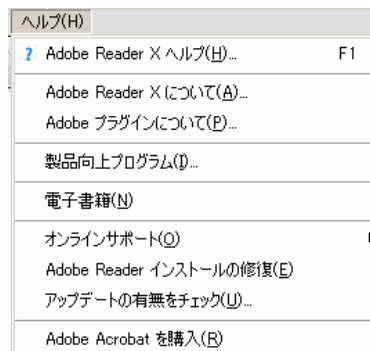 ヘルプ(H)
? Adobe Reader X ヘルプ(H)... F1
Adobe Reader X について(A)...
Adobe プラグインについて(P)...
製品向上プログラム(I)...
電子書籍(N)
オンラインサポート(O)
Adobe Reader インストールの修復(E)
アップデートの有無をチェック(U)...
Adobe Acrobat を購入(R)